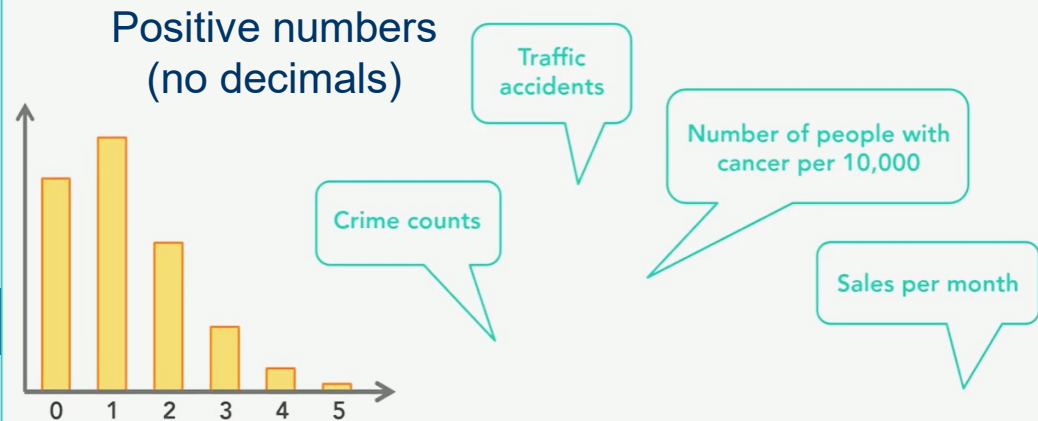 Positive numbers
(no decimals)
Traffic
accidents
Number of people with
cancer per 10,000
Crime counts
Sales per month
0 1 2 3 4 5